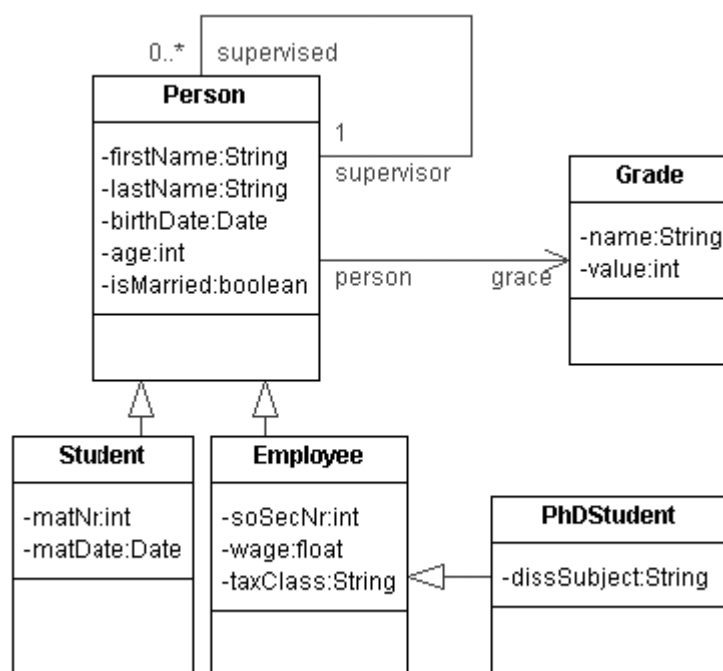 0..* supervised
Person
-firstName:String
-lastName:String
-birthDate:Date
-age:int
-isMarried:boolean
1
supervisor
person
grace
Grade
-name:String
-value:int
Student
-matNr:int
-matDate:Date
Employee
-soSecNr:int
-wage:float
-taxClass:String
PhDStudent
-dissSubject:String